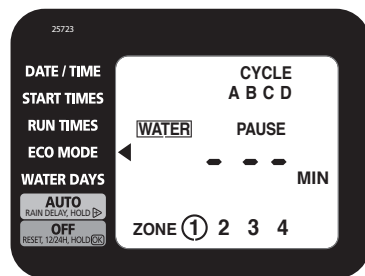 25723
DATE / TIME
START TIMES
RUN TIMES
ECO MODE
WATER DAYS
AUTO
RAIN DELAY, HOLD
OFF
RESET, 12/24H, HOLD OK
CYCLE
A B C D
WATER PAUSE
- - -
MIN
ZONE 1 2 3 4